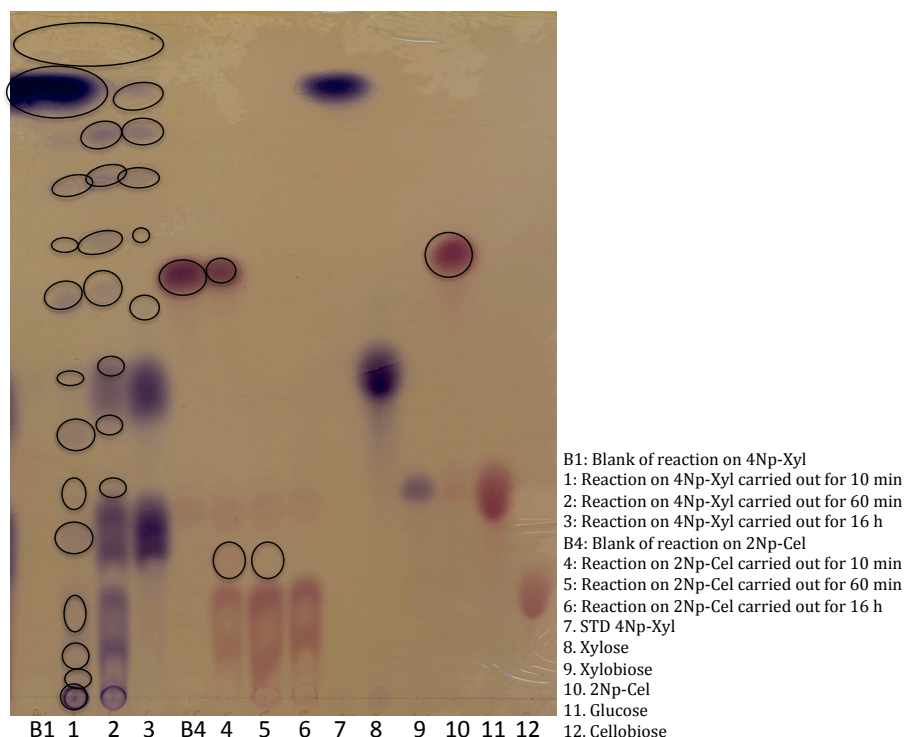 B1: Blank of reaction on 4Np-Xyl
1: Reaction on 4Np-Xyl carried out for 10 min
2: Reaction on 4Np-Xyl carried out for 60 min
3: Reaction on 4Np-Xyl carried out for 16 h
B4: Blank of reaction on 2Np-Cel
4: Reaction on 2Np-Cel carried out for 10 min
5: Reaction on 2Np-Cel carried out for 60 min
6: Reaction on 2Np-Cel carried out for 16 h
7. STD 4Np-Xyl
8. Xylose
9. Xylobiose
10. 2Np-Cel
11. Glucose
12. Cellobiose
B1 1 2 3 B4 4 5 6 7 8 9 10 11 12